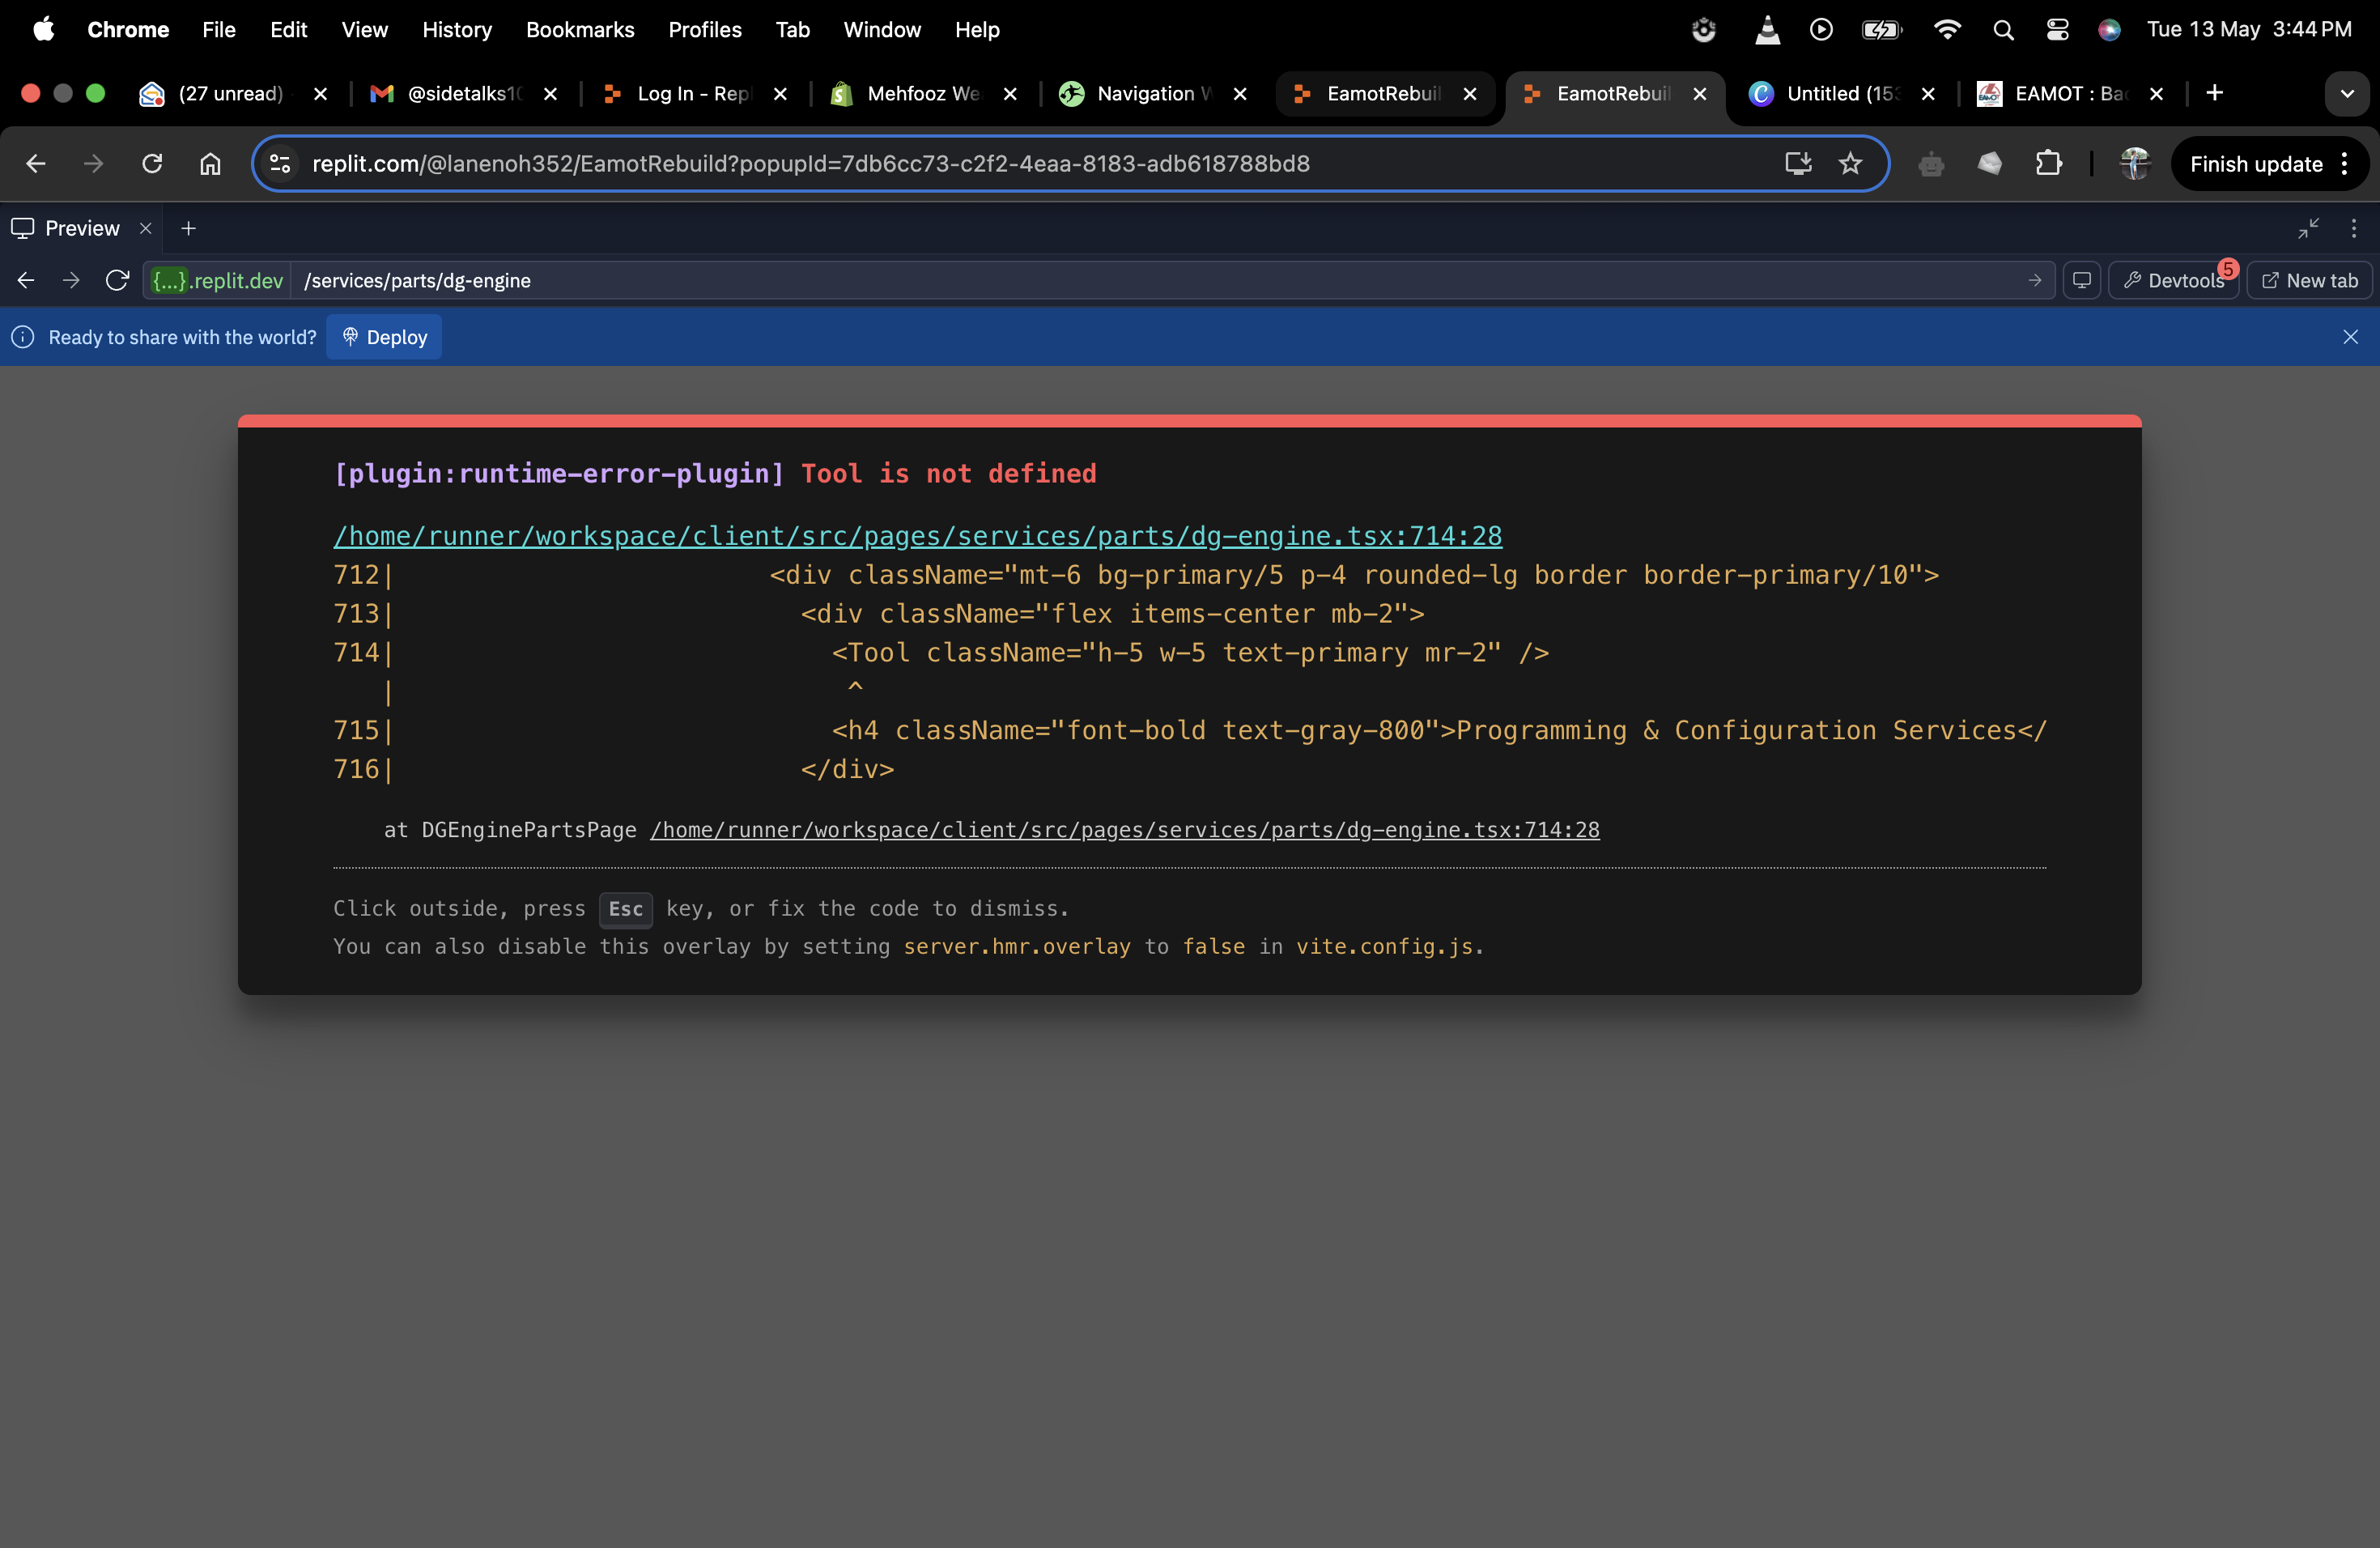 Chrome File Edit View History Bookmarks Profiles Tab Window Help Tue 13 May 3:44 PM
(27 unread) @sidetalks10 Log In - Repl Mehfooz We Navigation W EamotRebuil EamotRebuil Untitled (153 EAMOT : Ba
replit.com/@lanenoh352/EamotRebuild?popupId=7db6cc73-c2f2-4eaa-8183-adb618788bd8 Finish update
Preview
{...}.replit.dev /services/parts/dg-engine Devtools 5 New tab
Ready to share with the world? Deploy
[plugin:runtime-error-plugin] Tool is not defined
/home/runner/workspace/client/src/pages/services/parts/dg-engine.tsx:714:28
712| <div className="mt-6 bg-primary/5 p-4 rounded-lg border border-primary/10">
713| <div className="flex items-center mb-2">
714| <Tool className="h-5 w-5 text-primary mr-2" />
| ^
715| <h4 className="font-bold text-gray-800">Programming & Configuration Services</
716| </div>
at DGEnginePartsPage /home/runner/workspace/client/src/pages/services/parts/dg-engine.tsx:714:28
Click outside, press Esc key, or fix the code to dismiss.
You can also disable this overlay by setting server.hmr.overlay to false in vite.config.js.